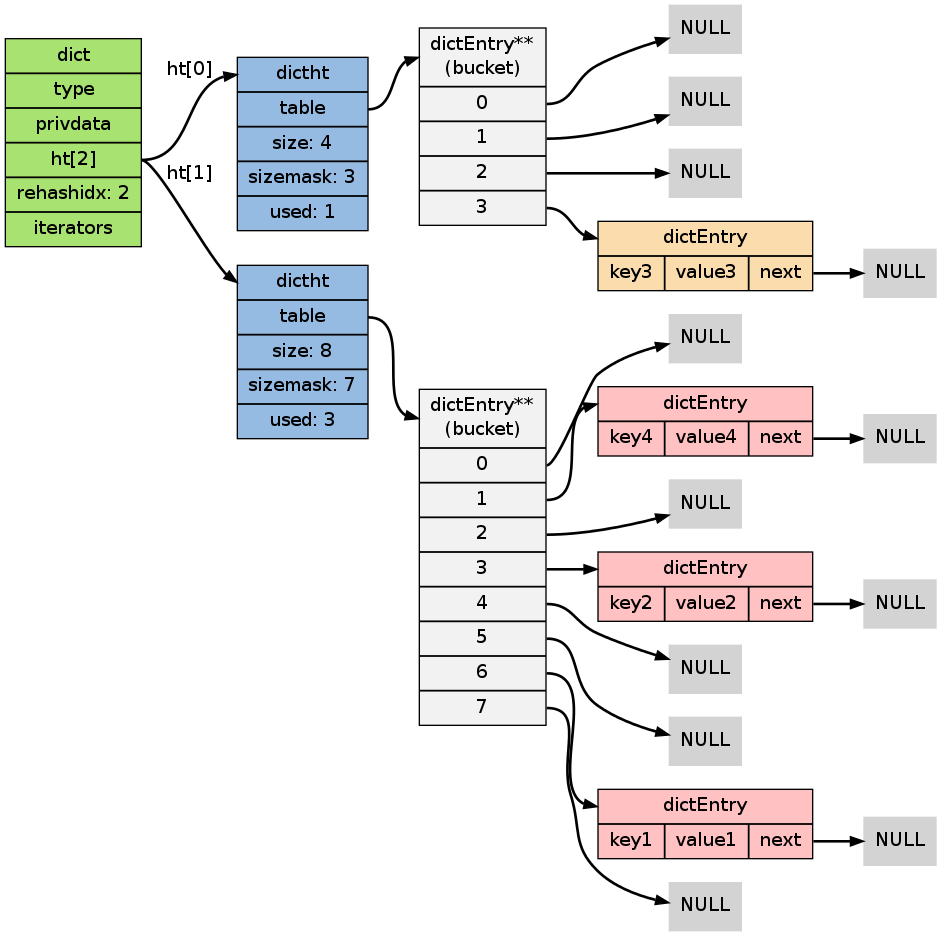 dict
type
privdata
ht[2]
rehashidx: 2
iterators
ht[0]
ht[1]
dictht
table
size: 4
sizemask: 3
used: 1
dictht
table
size: 8
sizemask: 7
used: 3
dictEntry**
(bucket)
0
1
2
3
NULL
NULL
NULL
dictEntry
key3 value3 next
NULL
dictEntry**
(bucket)
0
1
2
3
4
5
6
7
NULL
dictEntry
key4 value4 next
NULL
NULL
dictEntry
key2 value2 next
NULL
NULL
NULL
dictEntry
key1 value1 next
NULL
NULL